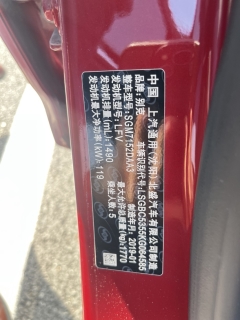 中国 上汽通用(沈阳)北盛汽车有限公司制造
品牌:别克 车辆识别代号:LSGBC5355KG064585
整车型号:SGM7152DAA3 制造年月:2019-01
发动机型号:LFV 最大允许总质量(kg):1770
发动机排量(mL):1490 乘坐人数:5
发动机最大净功率(kW):119